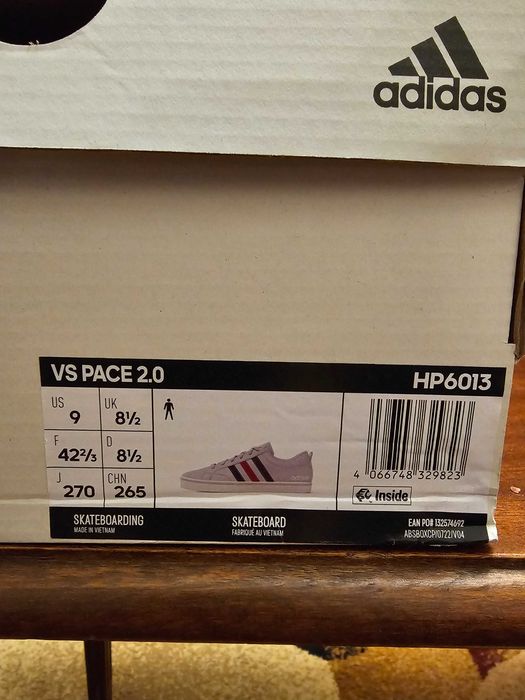 adidas
VS PACE 2.0 HP6013
US 9 UK 8½
F 42⅔ D 8½
J 270 CHN 265
4 066748 329823
Inside
SKATEBOARDING SKATEBOARD EAN PO# 132574692
MADE IN VIETNAM FABRIQUÉ AU VIETNAM ABSBOXCP/0722/V04